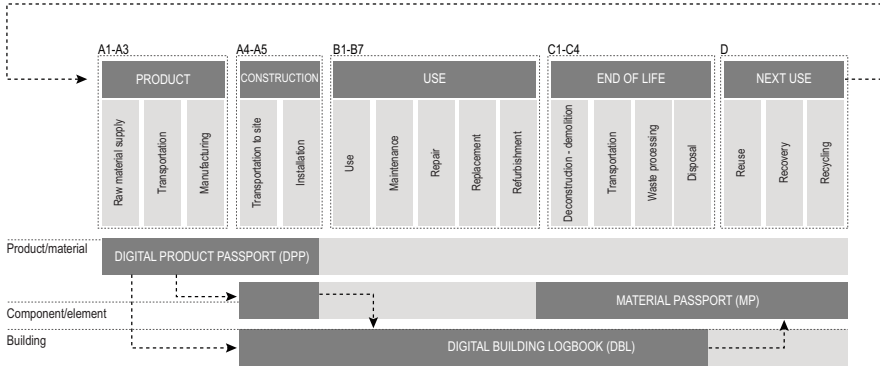 A1-A3
A4-A5
B1-B7
C1-C4
D
PRODUCT
CONSTRUCTION
USE
END OF LIFE
NEXT USE
Raw material supply
Transportation
Manufacturing
Transportation to site
Installation
Use
Maintenance
Repair
Replacement
Refurbishment
Deconstruction - demolition
Transportation
Waste processing
Disposal
Reuse
Recovery
Recycling
Product/material
DIGITAL PRODUCT PASSPORT (DPP)
Component/element
MATERIAL PASSPORT (MP)
Building
DIGITAL BUILDING LOGBOOK (DBL)